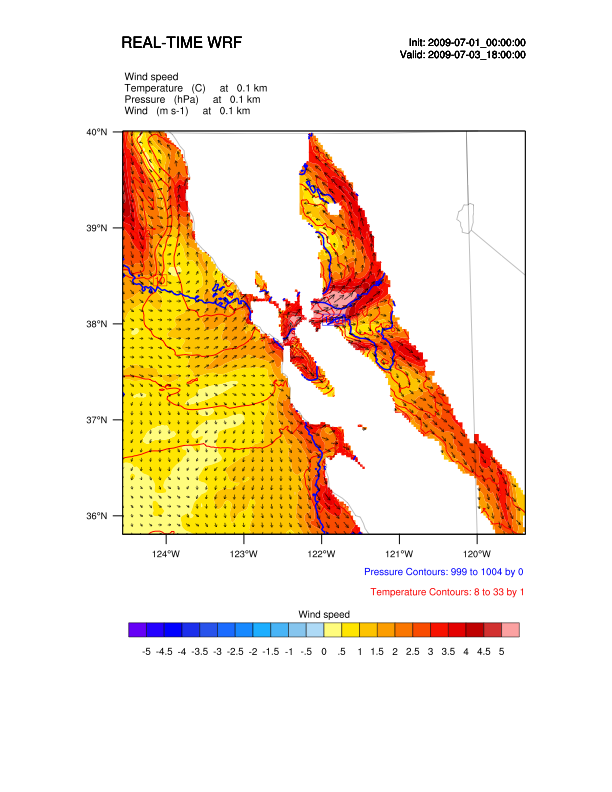 REAL-TIME WRF
Init: 2009-07-01_00:00:00
Valid: 2009-07-03_18:00:00
Wind speed
Temperature (C) at 0.1 km
Pressure (hPa) at 0.1 km
Wind (m s-1) at 0.1 km
40°N
39°N
38°N
37°N
36°N
124°W 123°W 122°W 121°W 120°W
Pressure Contours: 999 to 1004 by 0
Temperature Contours: 8 to 33 by 1
Wind speed
-5 -4.5 -4 -3.5 -3 -2.5 -2 -1.5 -1 -.5 0 .5 1 1.5 2 2.5 3 3.5 4 4.5 5